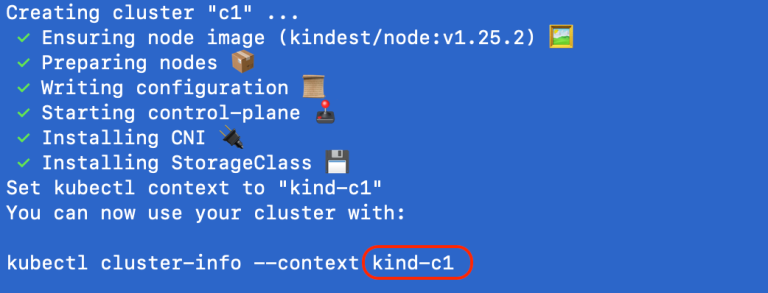 Creating cluster "c1" ...
✓ Ensuring node image (kindest/node:v1.25.2) 🖼
✓ Preparing nodes 📦
✓ Writing configuration 📜
✓ Starting control-plane 🕹️
✓ Installing CNI 🔌
✓ Installing StorageClass 💾
Set kubectl context to "kind-c1"
You can now use your cluster with:
kubectl cluster-info --context kind-c1